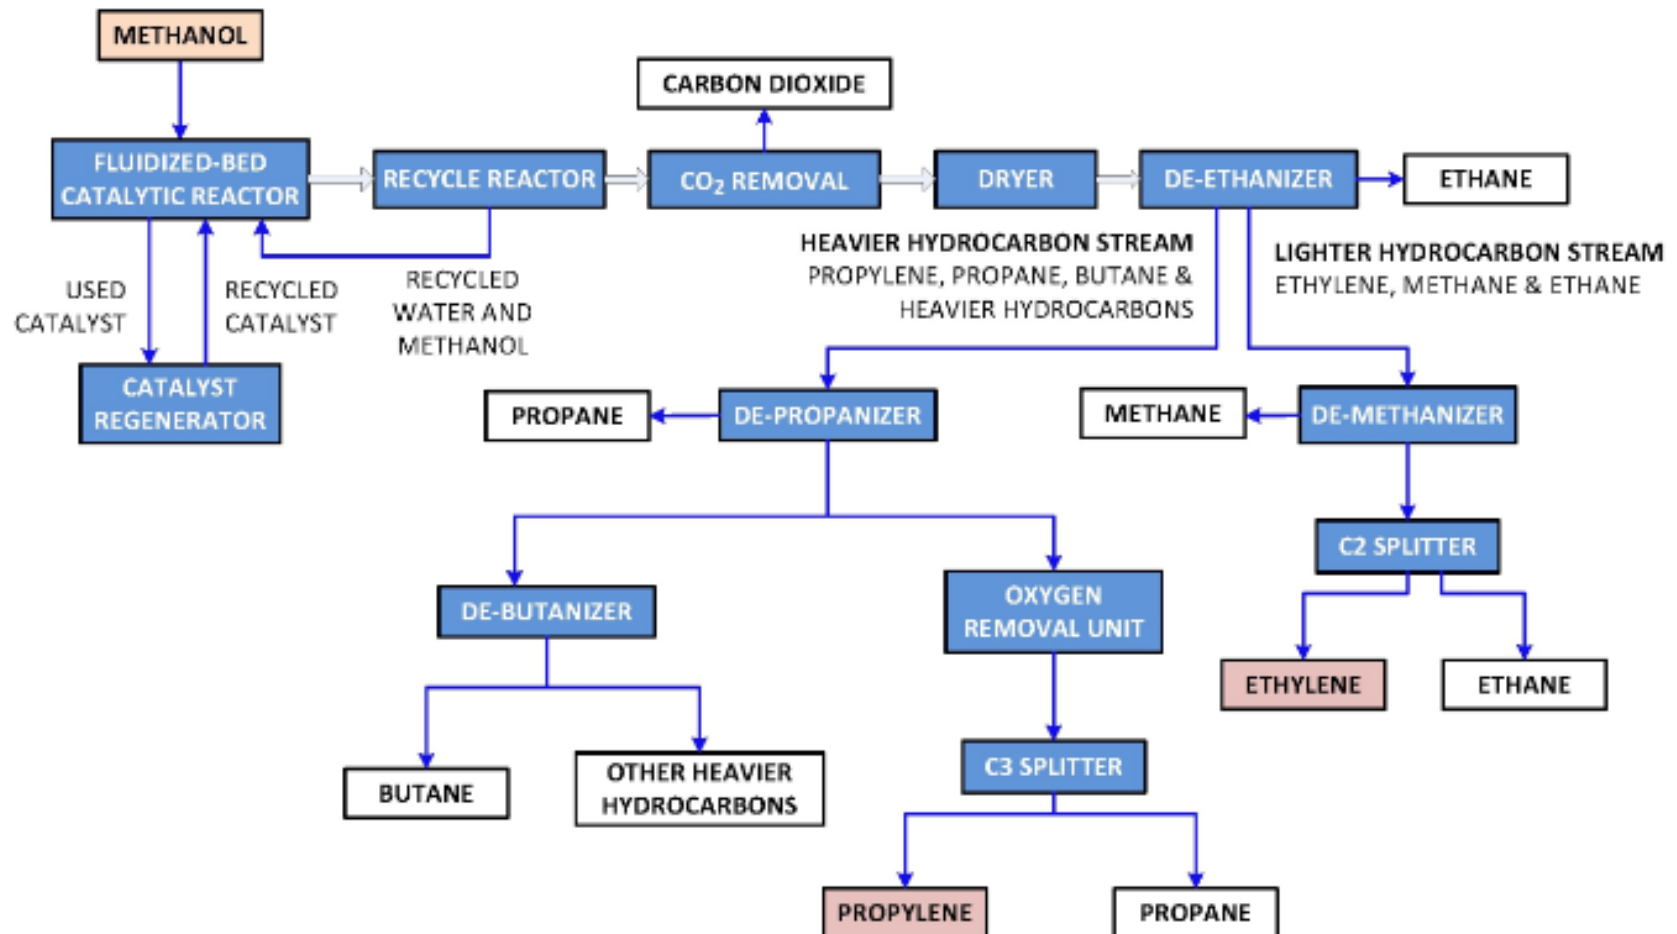 METHANOL
CARBON DIOXIDE
FLUIDIZED-BED
CATALYTIC REACTOR
RECYCLE REACTOR
CO₂ REMOVAL
DRYER
DE-ETHANIZER
ETHANE
HEAVIER HYDROCARBON STREAM
PROPYLENE, PROPANE, BUTANE &
HEAVIER HYDROCARBONS
LIGHTER HYDROCARBON STREAM
ETHYLENE, METHANE & ETHANE
USED
CATALYST
RECYCLED
CATALYST
RECYCLED
WATER AND
METHANOL
CATALYST
REGENERATOR
PROPANE
DE-PROPANIZER
METHANE
DE-METHANIZER
C2 SPLITTER
DE-BUTANIZER
OXYGEN
REMOVAL UNIT
ETHYLENE
ETHANE
BUTANE
OTHER HEAVIER
HYDROCARBONS
C3 SPLITTER
PROPYLENE
PROPANE